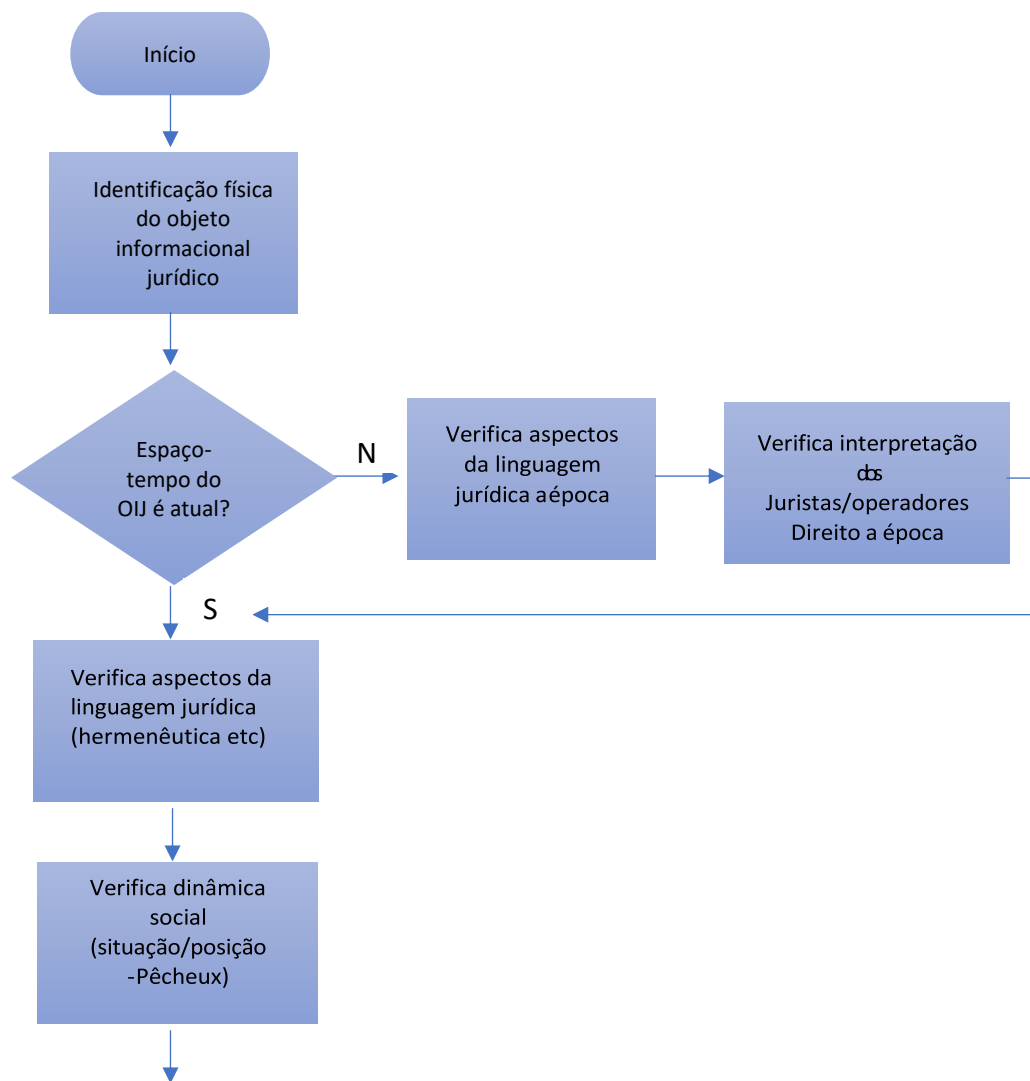 Início
Identificação física
do objeto
informacional
jurídico
Espaço-
tempo do
OIJ é atual?
N
Verifica aspectos
da linguagem
jurídica aépoca
Verifica interpretação
dos
Juristas/operadores
Direito a época
S
Verifica aspectos da
linguagem jurídica
(hermenêutica etc)
Verifica dinâmica
social
(situação/posição
-Pêcheux)